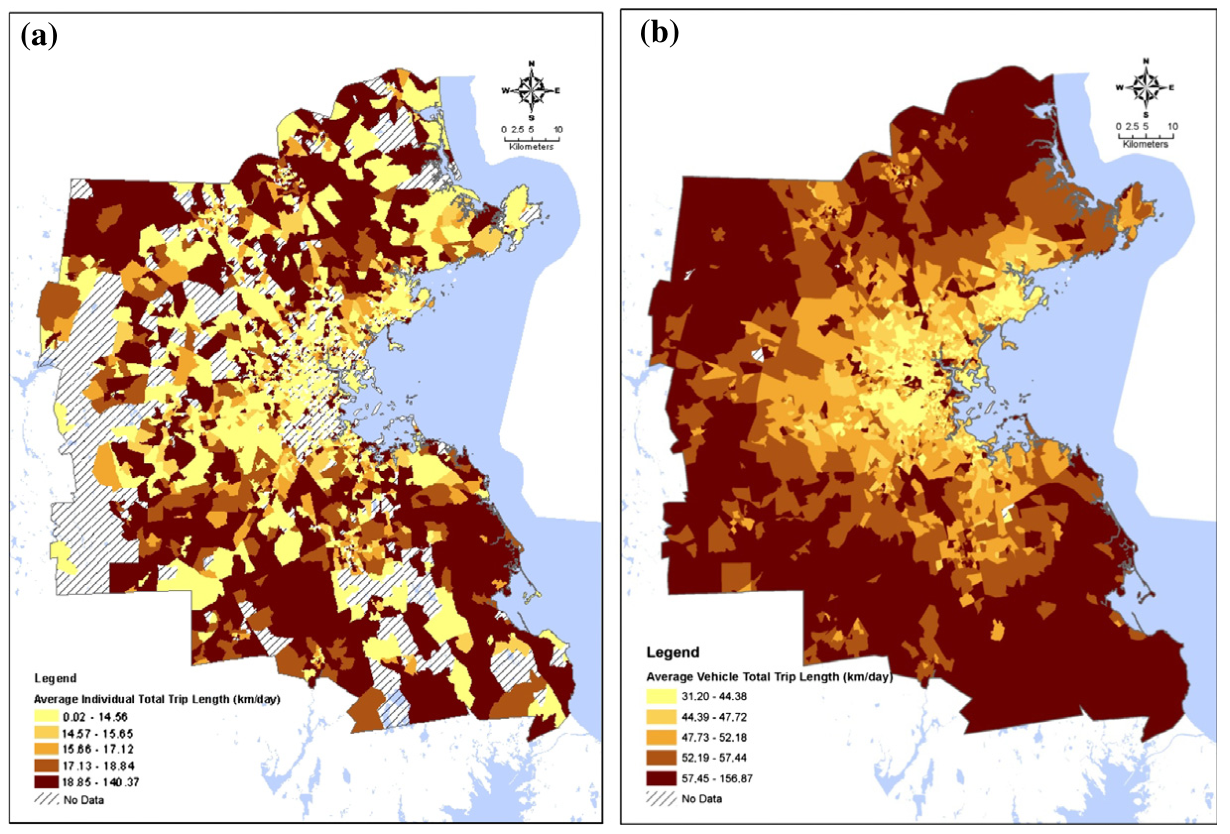 (a)
N
W E
S
0 2.5 5 10
Kilometers
Legend
Average Individual Total Trip Length (km/day)
0.02 - 14.56
14.57 - 15.65
15.66 - 17.12
17.13 - 18.84
18.85 - 140.37
No Data
(b)
N
W E
S
0 2.5 5 10
Kilometers
Legend
Average Vehicle Total Trip Length (km/day)
31.20 - 44.38
44.39 - 47.72
47.73 - 52.18
52.19 - 57.44
57.45 - 156.87
No Data